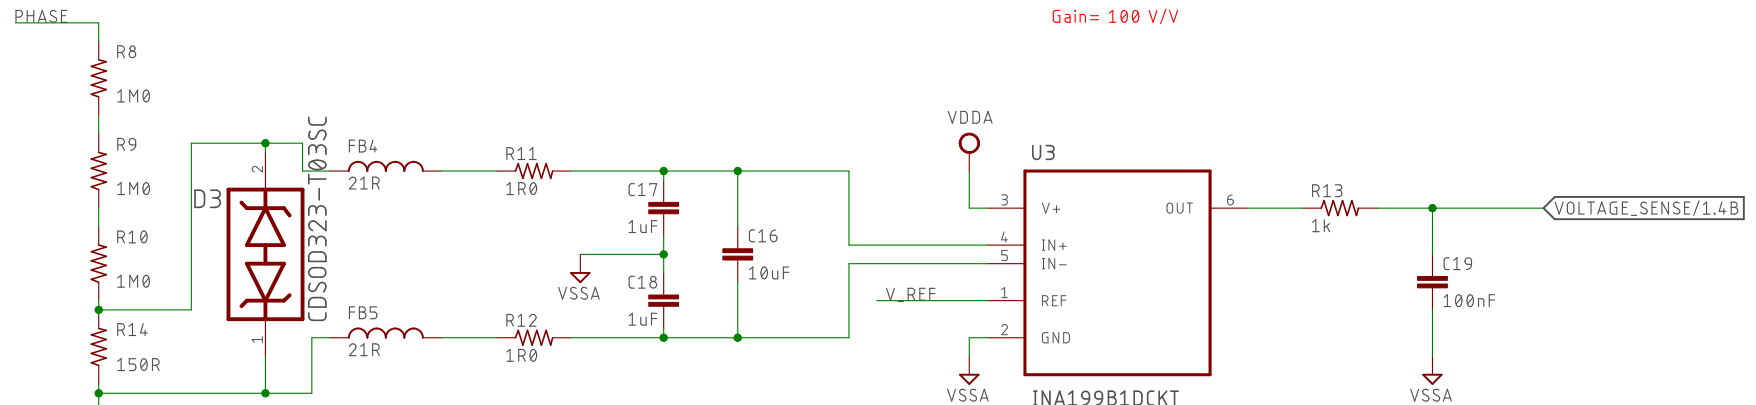 PHASE
Gain= 100 V/V
R8
1M0
R9
1M0
R10
1M0
R14
150R
D3
2
1
CDSOD323-T03SC
FB4
21R
FB5
21R
R11
1R0
R12
1R0
C17
1uF
C18
1uF
VSSA
C16
10uF
VDDA
U3
3
V+
4
IN+
5
IN-
V_REF
1
REF
2
GND
OUT
6
VSSA
INA199B1DCKT
R13
1k
VOLTAGE_SENSE/1.4B
C19
100nF
VSSA